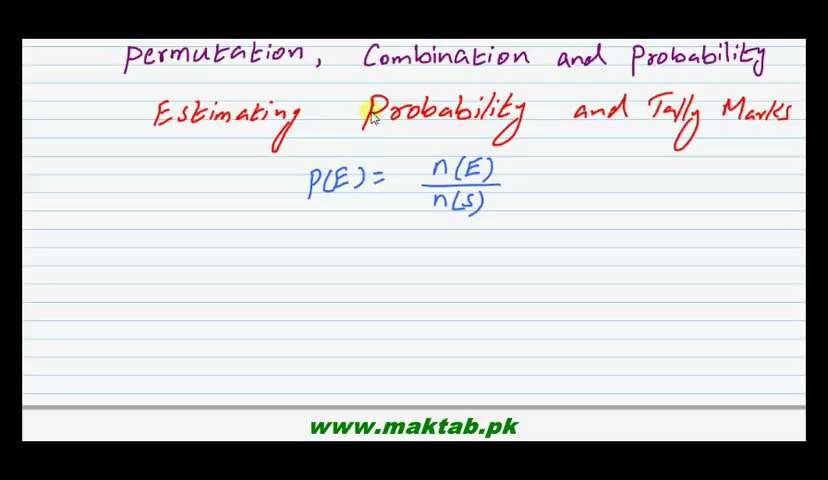 Permutation, Combination and Probability
Estimating Probability and Tally Marks
P(E) = n(E)/n(S)
www.maktab.pk